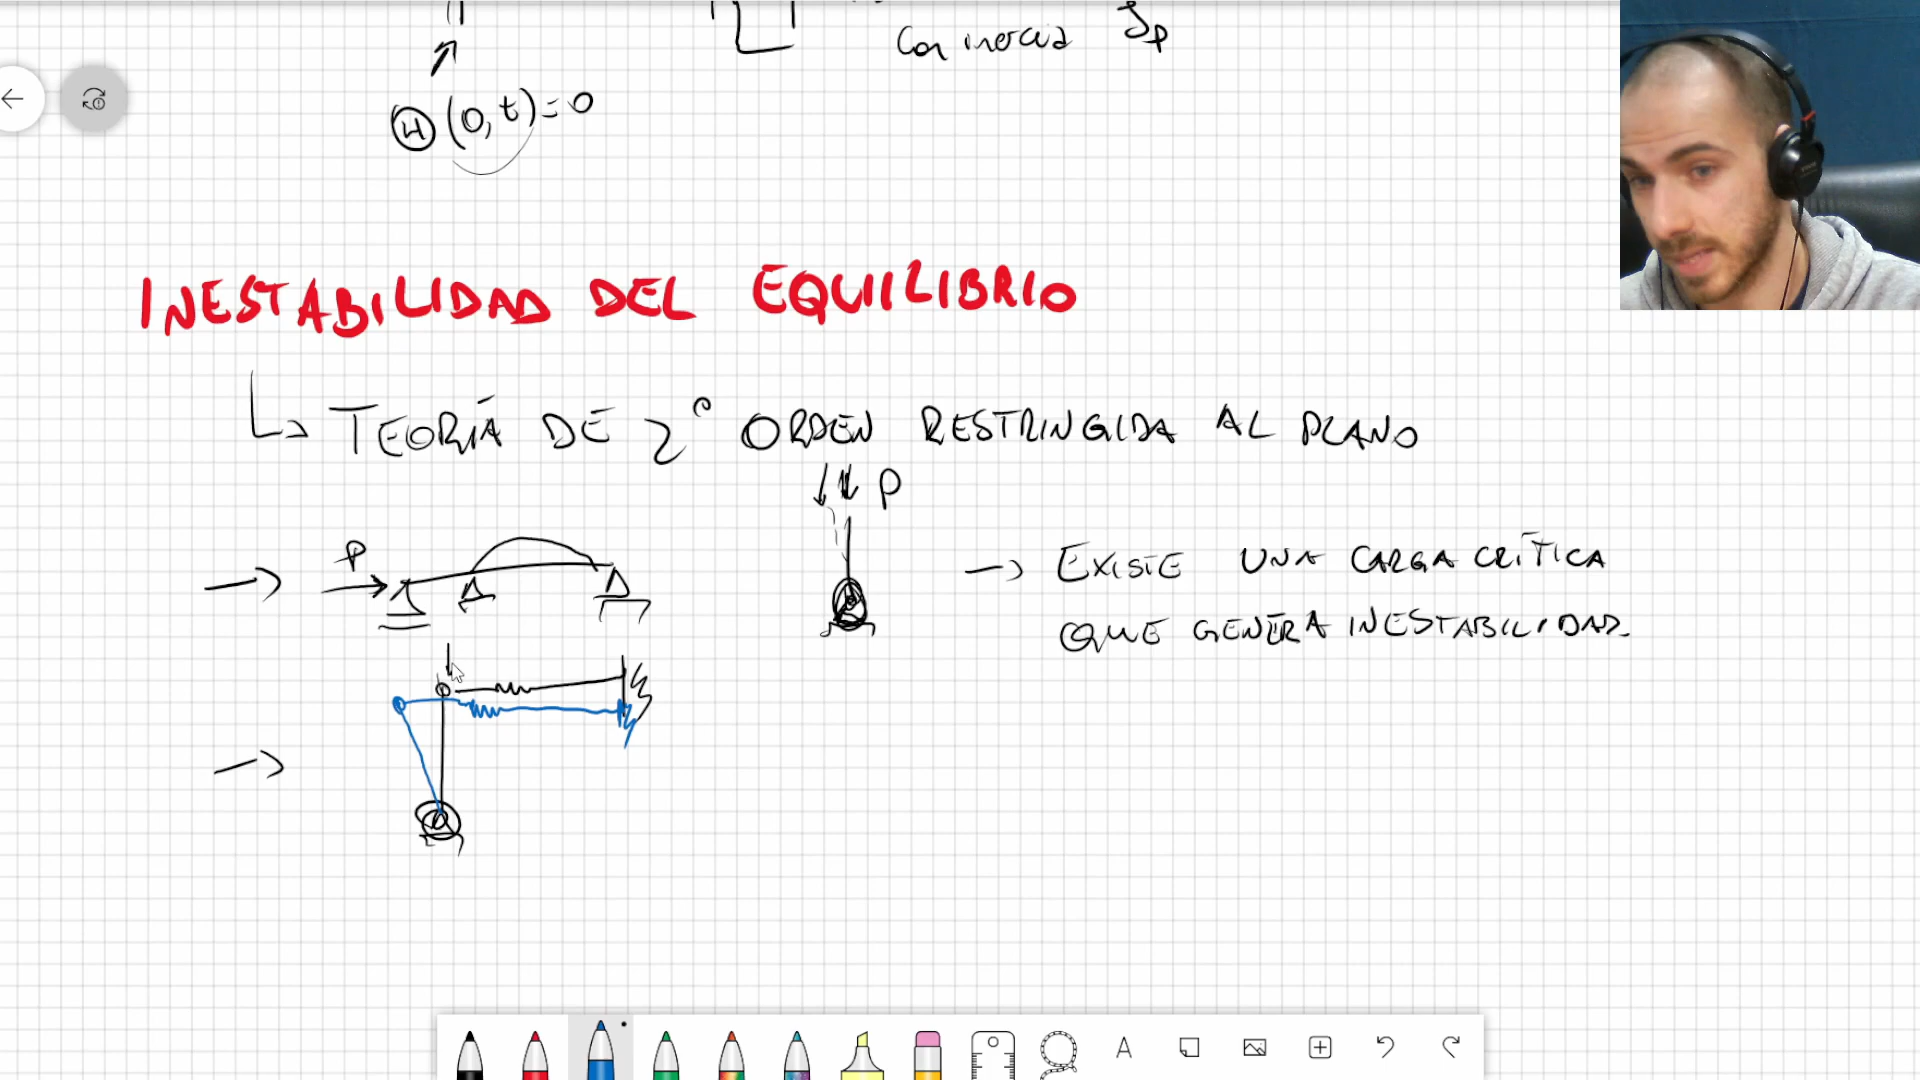 Con inercia Jp
Ⓗ (0, t) = 0
INESTABILIDAD DEL EQUILIBRIO
↳ TEORÍA DE 2° ORDEN RESTRINGIDA AL PLANO
P
P
→ EXISTE UNA CARGA CRÍTICA
QUE GENERA INESTABILIDAD.
A